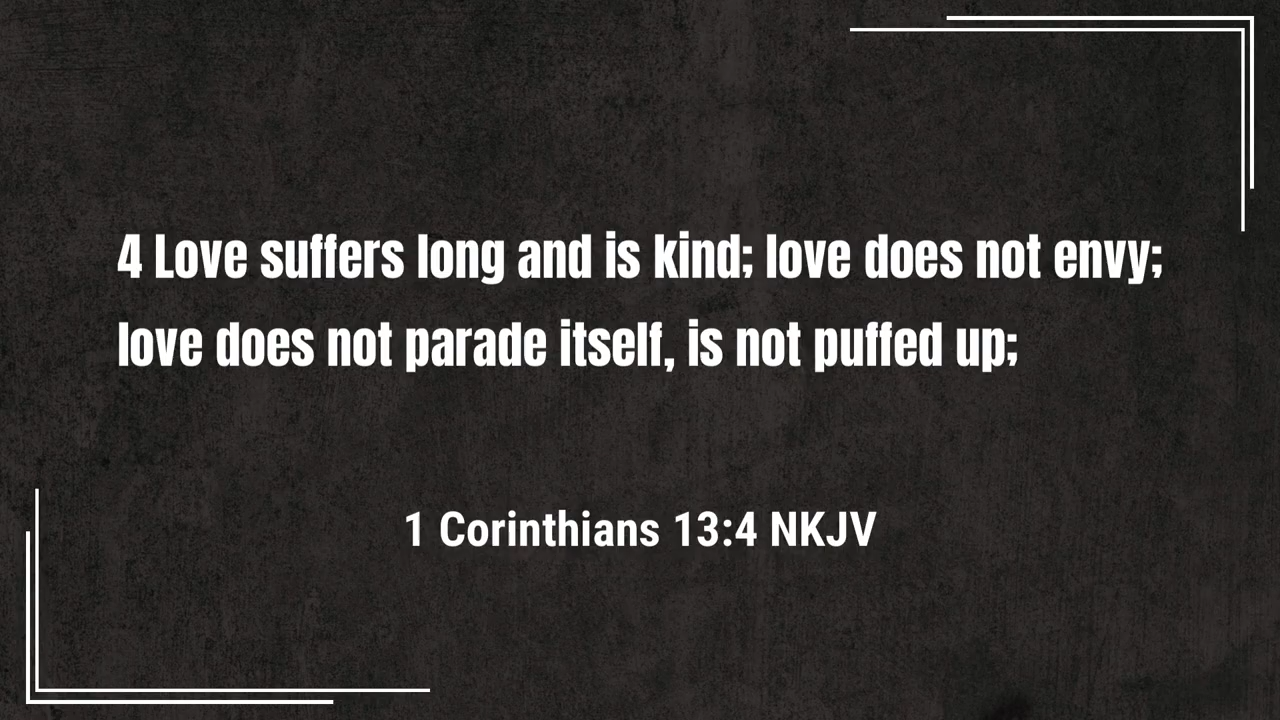 4 Love suffers long and is kind; love does not envy;
love does not parade itself, is not puffed up;
1 Corinthians 13:4 NKJV